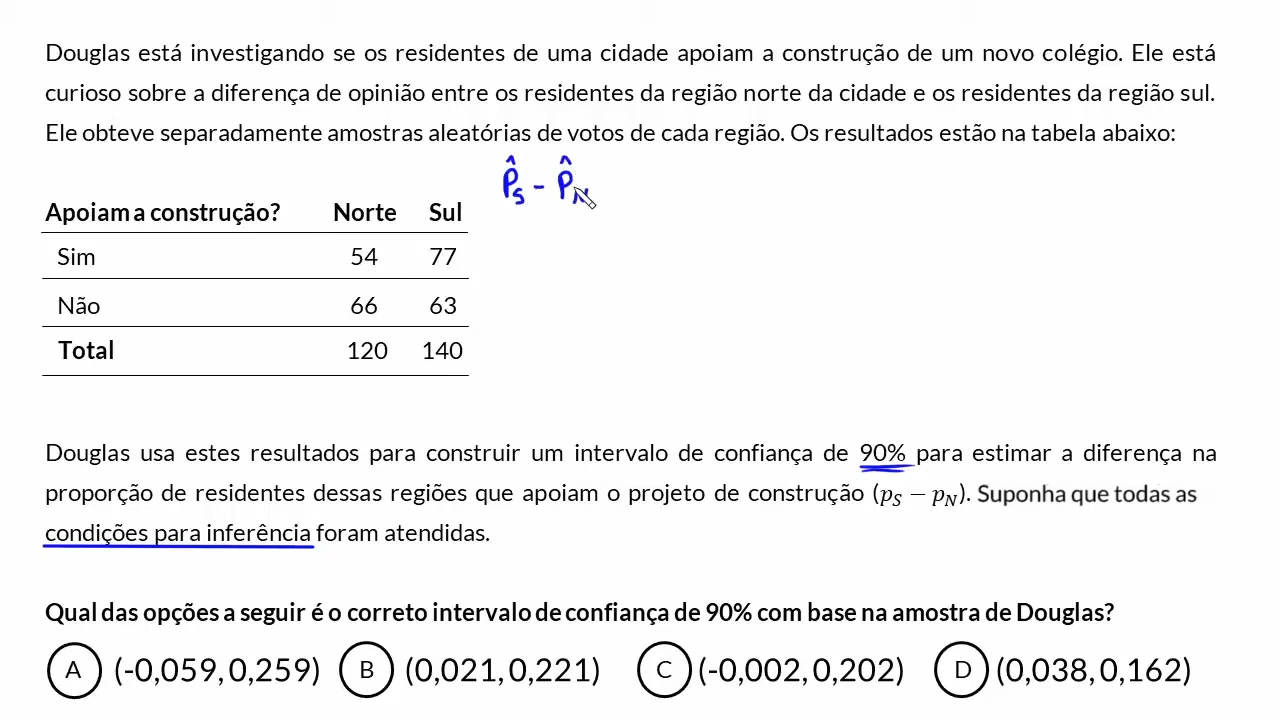 Douglas está investigando se os residentes de uma cidade apoiam a construção de um novo colégio. Ele está
curioso sobre a diferença de opinião entre os residentes da região norte da cidade e os residentes da região sul.
Ele obteve separadamente amostras aleatórias de votos de cada região. Os resultados estão na tabela abaixo:
p̂_S - p̂_N
Apoiam a construção? Norte Sul
Sim 54 77
Não 66 63
Total 120 140
Douglas usa estes resultados para construir um intervalo de confiança de 90% para estimar a diferença na
proporção de residentes dessas regiões que apoiam o projeto de construção (p_S − p_N). Suponha que todas as
condições para inferência foram atendidas.
Qual das opções a seguir é o correto intervalo de confiança de 90% com base na amostra de Douglas?
A (-0,059, 0,259) B (0,021, 0,221) C (-0,002, 0,202) D (0,038, 0,162)